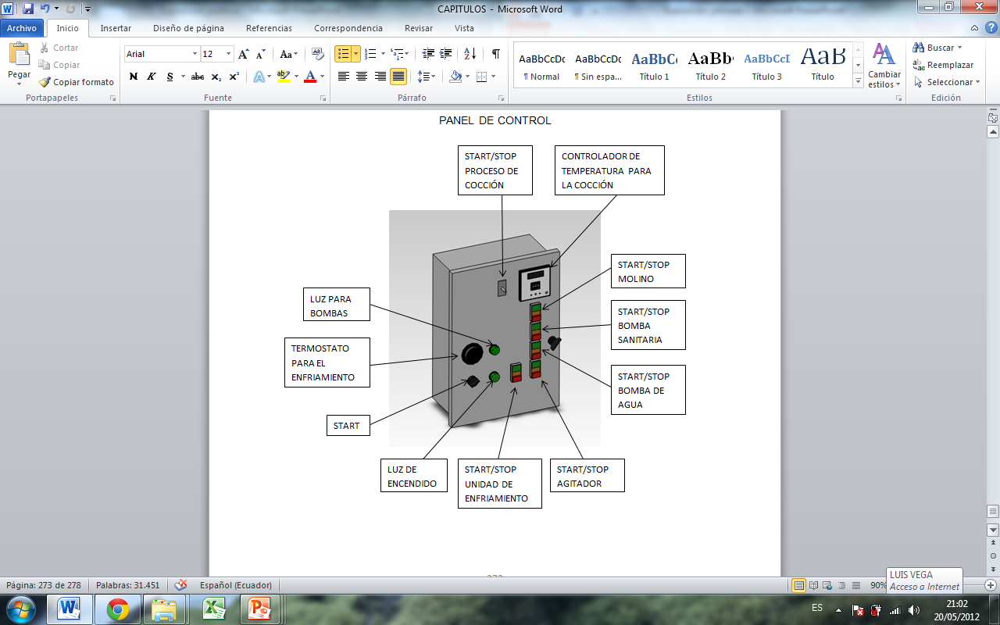 CAPITULOS - Microsoft Word
Archivo Inicio Insertar Diseño de página Referencias Correspondencia Revisar Vista
Pegar
Cortar
Copiar
Copiar formato
Portapapeles
Arial 12
Fuente
Párrafo
AaBbCcDc AaBbCcDc AaBbC AaBb AaBbCcI AaB
¶ Normal ¶ Sin espa... Título 1 Título 2 Título 3 Título
Cambiar
estilos
Estilos
Buscar
Reemplazar
Seleccionar
Edición
PANEL DE CONTROL
START/STOP
PROCESO DE
COCCIÓN
CONTROLADOR DE
TEMPERATURA PARA
LA COCCIÓN
START/STOP
MOLINO
LUZ PARA
BOMBAS
START/STOP
BOMBA
SANITARIA
TERMOSTATO
PARA EL
ENFRIAMIENTO
START/STOP
BOMBA DE
AGUA
START
LUZ DE
ENCENDIDO
START/STOP
UNIDAD DE
ENFRIAMIENTO
START/STOP
AGITADOR
Página: 273 de 278 Palabras: 31.451 Español (Ecuador) 90%
LUIS VEGA
Acceso a Internet
ES
21:02
20/05/2012